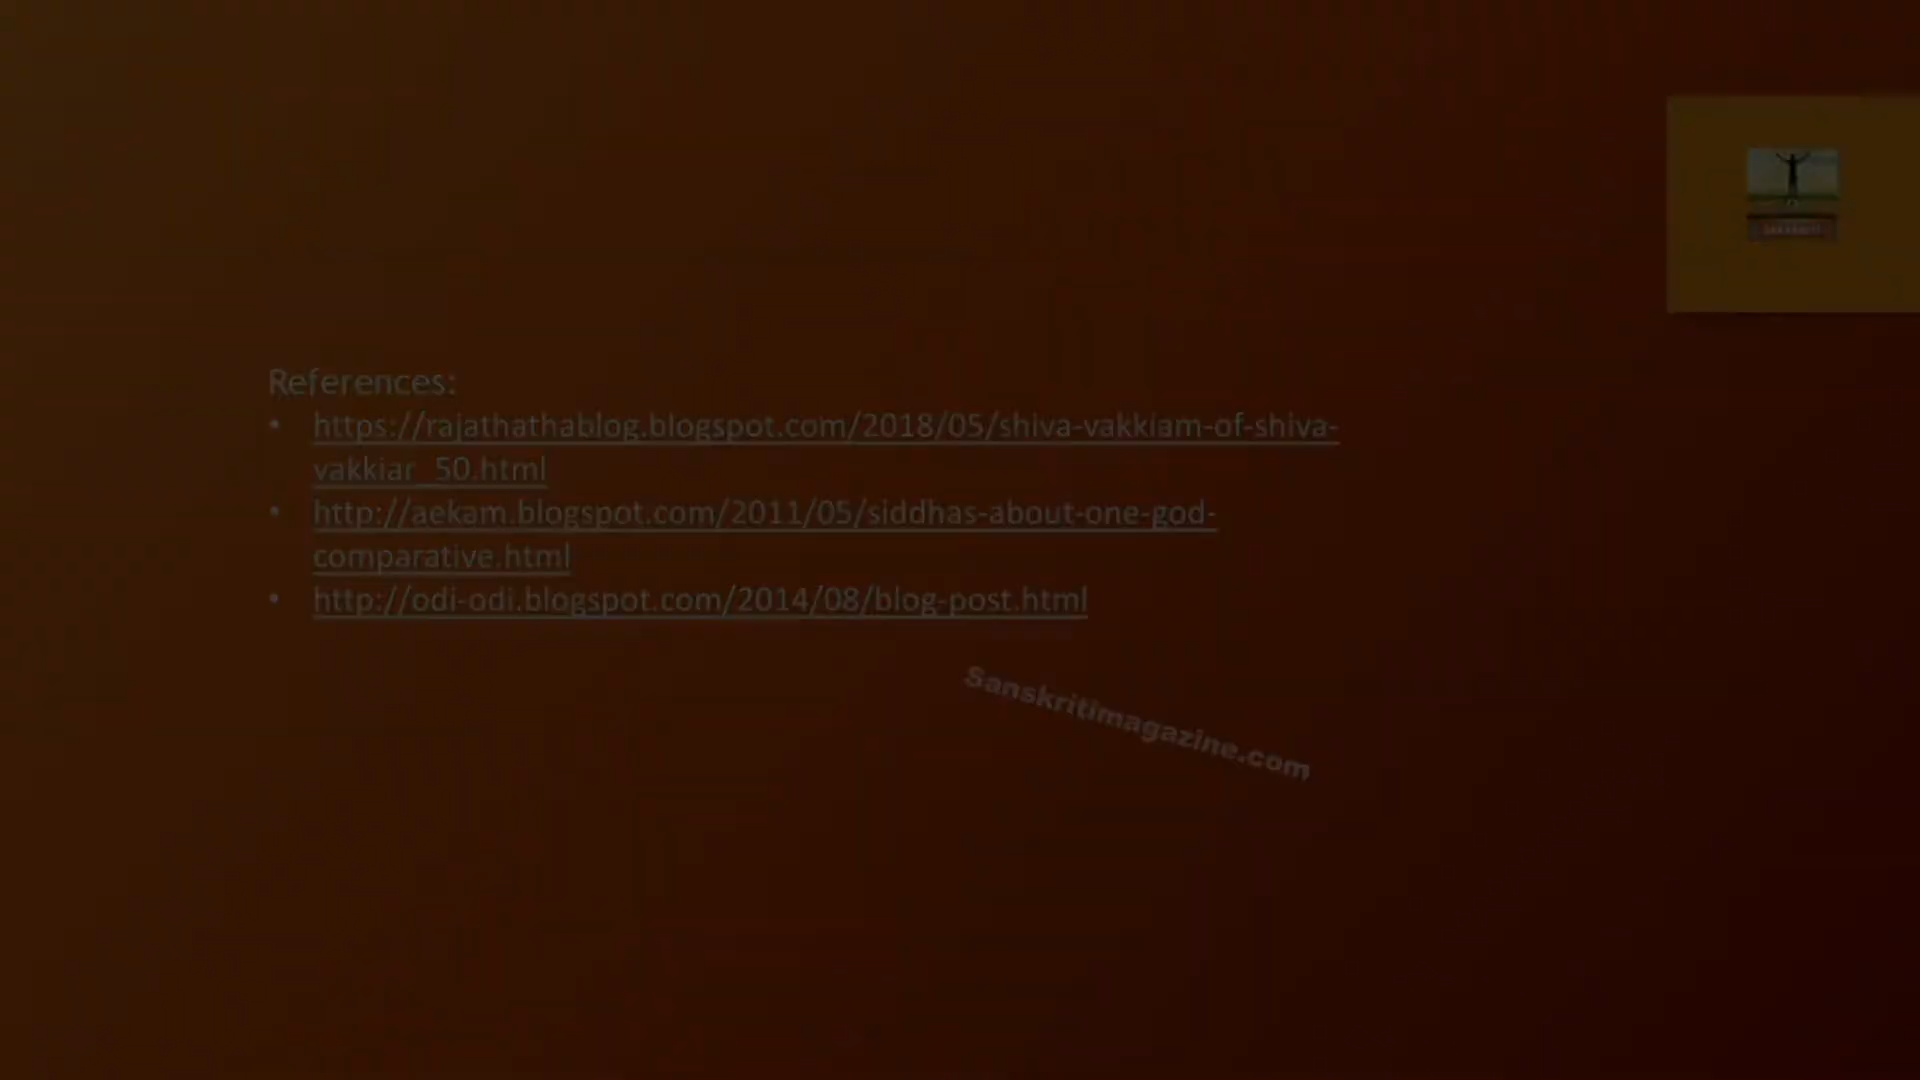 References:
• https://rajathathablog.blogspot.com/2018/05/shiva-vakkiam-of-shiva-
vakkiar_50.html
• http://aekam.blogspot.com/2011/05/siddhas-about-one-god-
comparative.html
• http://odi-odi.blogspot.com/2014/08/blog-post.html
Sanskritimagazine.com